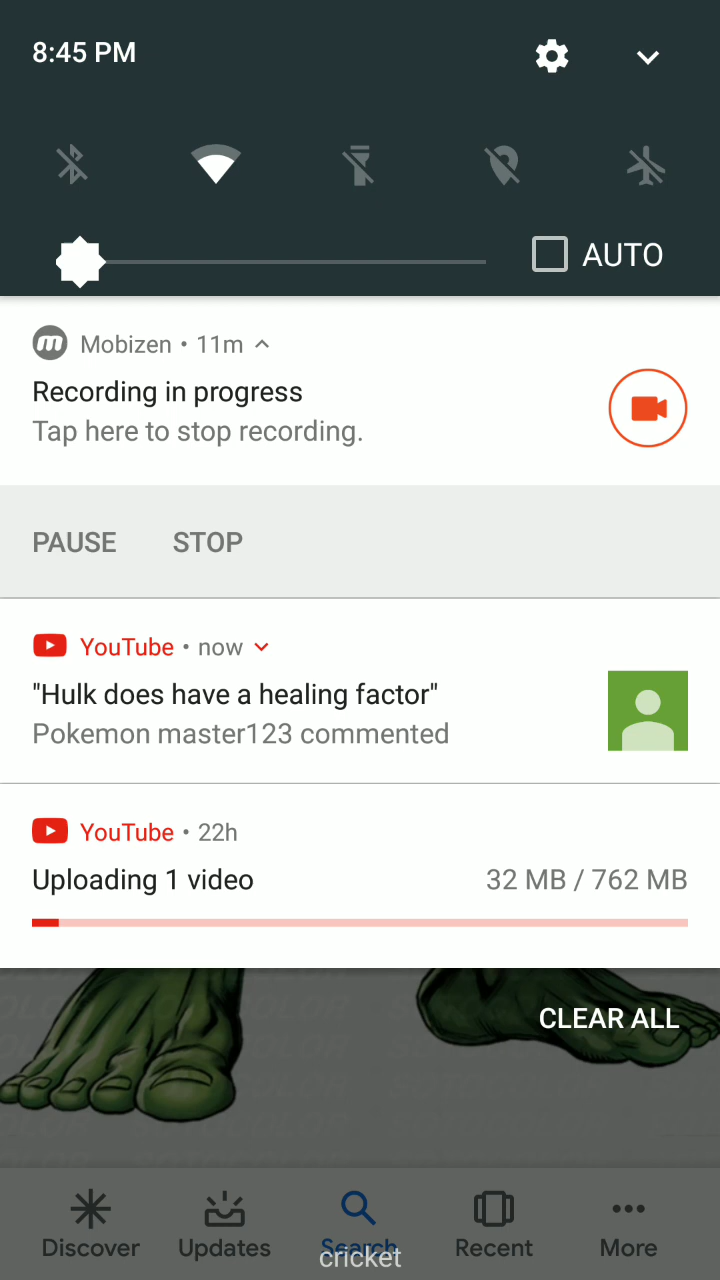 8:45 PM
AUTO
Mobizen • 11m
Recording in progress
Tap here to stop recording.
PAUSE STOP
YouTube • now
"Hulk does have a healing factor"
Pokemon master123 commented
YouTube • 22h
Uploading 1 video 32 MB / 762 MB
CLEAR ALL
Discover Updates Search Recent More
cricket